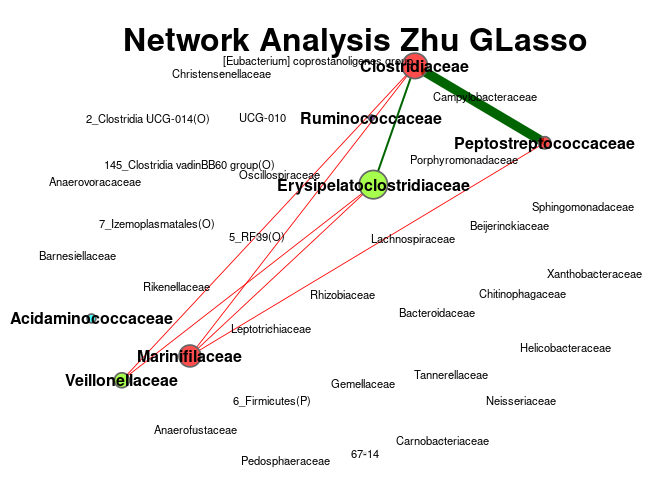 Network Analysis Zhu GLasso
[Eubacterium] coprostanoligenes group
Clostridiaceae
Christensenellaceae
Campylobacteraceae
2_Clostridia UCG-014(O)
UCG-010
Ruminococcaceae
Peptostreptococcaceae
Porphyromonadaceae
145_Clostridia vadinBB60 group(O)
Oscillospiraceae
Anaerovoracaceae
Erysipelatoclostridiaceae
Sphingomonadaceae
7_Izemoplasmatales(O)
Beijerinckiaceae
5_RF39(O)
Lachnospiraceae
Barnesiellaceae
Xanthobacteraceae
Rikenellaceae
Rhizobiaceae
Chitinophagaceae
Bacteroidaceae
Acidaminococcaceae
Leptotrichiaceae
Helicobacteraceae
Marinifilaceae
Tannerellaceae
Veillonellaceae
Gemellaceae
6_Firmicutes(P)
Neisseriaceae
Anaerofustaceae
Carnobacteriaceae
67-14
Pedosphaeraceae